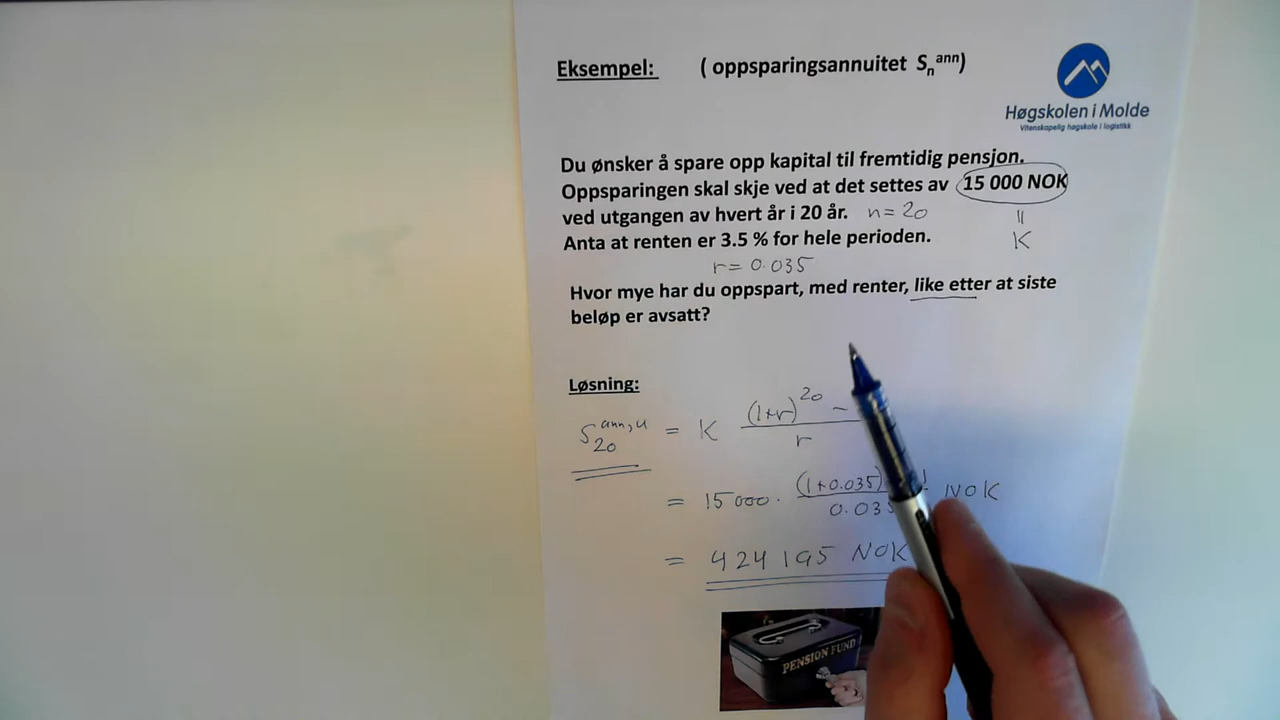 Eksempel: ( oppsparingsannuitet Sₙᵃⁿⁿ)
Høgskolen i Molde
Vitenskapelig høgskole i logistikk
Du ønsker å spare opp kapital til fremtidig pensjon.
Oppsparingen skal skje ved at det settes av 15 000 NOK
ved utgangen av hvert år i 20 år. n = 20 =
Anta at renten er 3.5 % for hele perioden. K
r = 0.035
Hvor mye har du oppspart, med renter, like etter at siste
beløp er avsatt?
Løsning:
S₂₀ᵃⁿⁿ,ᵘ = K (1+r)²⁰ - / r
= 15 000 · (1+0.035) / 0.035 NOK
= 424 195 NOK
PENSION FUND